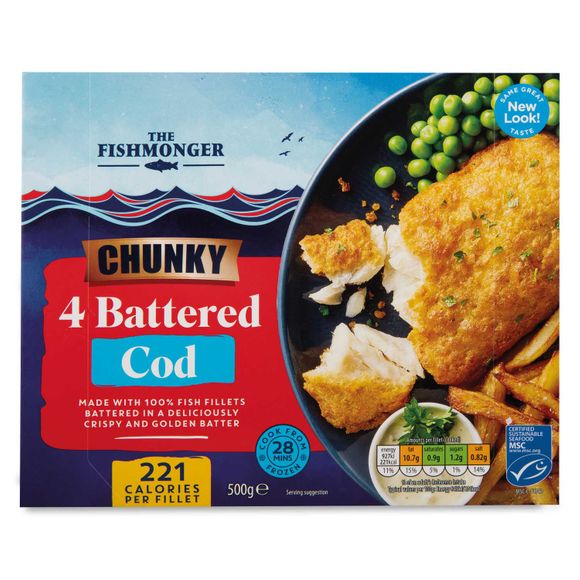 THE
FISHMONGER
SAME GREAT
New
Look!
TASTE
CHUNKY
4 Battered
Cod
MADE WITH 100% FISH FILLETS
BATTERED IN A DELICIOUSLY
CRISPY AND GOLDEN BATTER
COOK FROM
28
MINS
FROZEN
221
CALORIES
PER FILLET
500g℮
Serving suggestion
energy
927kJ
221kcal
11%
fat
10.7g
15%
saturates
0.9g
5%
sugars
1.2g
1%
salt
0.82g
14%
CERTIFIED
SUSTAINABLE
SEAFOOD
MSC
www.msc.org